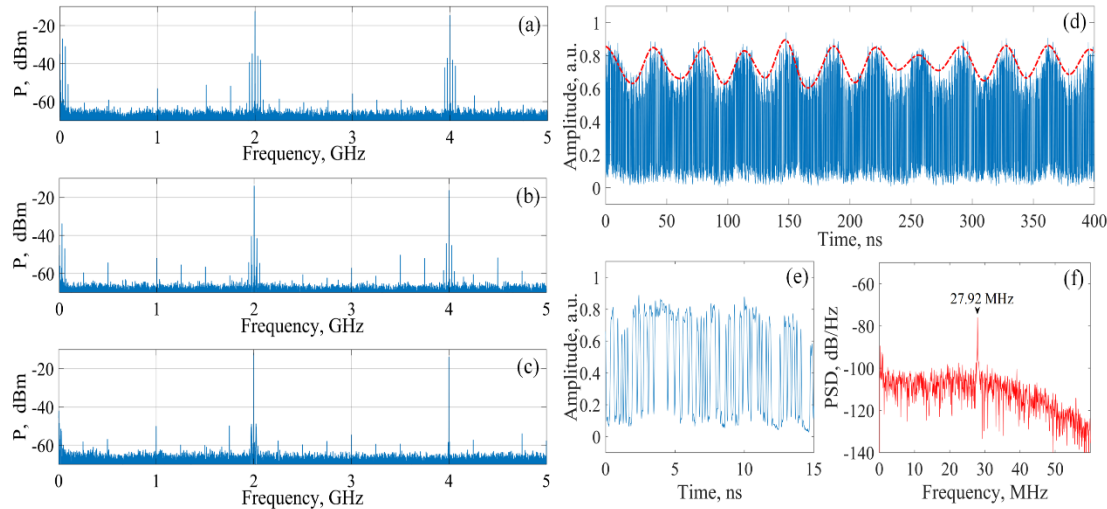 (a)
-20
-40
-60
P, dBm
0 1 2 3 4 5
Frequency, GHz
(b)
-20
-40
-60
P, dBm
0 1 2 3 4 5
Frequency, GHz
(c)
-20
-40
-60
P, dBm
0 1 2 3 4 5
Frequency, GHz
(d)
1
0.8
0.6
0.4
0.2
0
Amplitude, a.u.
0 50 100 150 200 250 300 350 400
Time, ns
(e)
1
0.8
0.6
0.4
0.2
0
Amplitude, a.u.
0 5 10 15
Time, ns
(f)
27.92 MHz
-60
-80
-100
-120
-140
PSD, dB/Hz
0 10 20 30 40 50
Frequency, MHz